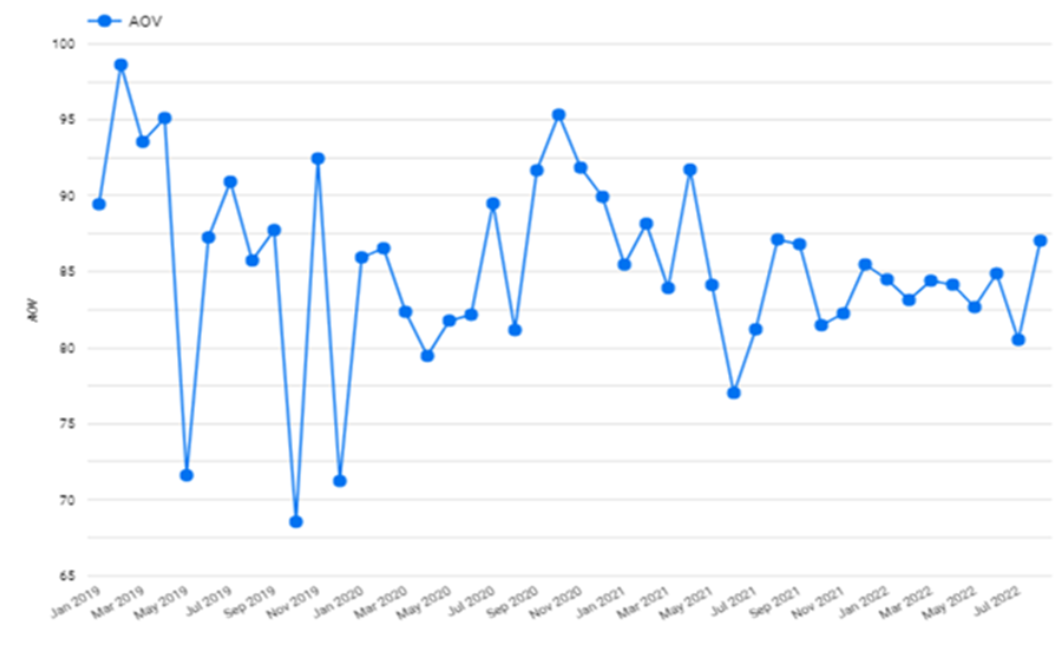 AOV
100
95
90
85
80
75
70
65
AOV
Jan 2019
Mar 2019
May 2019
Jul 2019
Sep 2019
Nov 2019
Jan 2020
Mar 2020
May 2020
Jul 2020
Sep 2020
Nov 2020
Jan 2021
Mar 2021
May 2021
Jul 2021
Sep 2021
Nov 2021
Jan 2022
Mar 2022
May 2022
Jul 2022